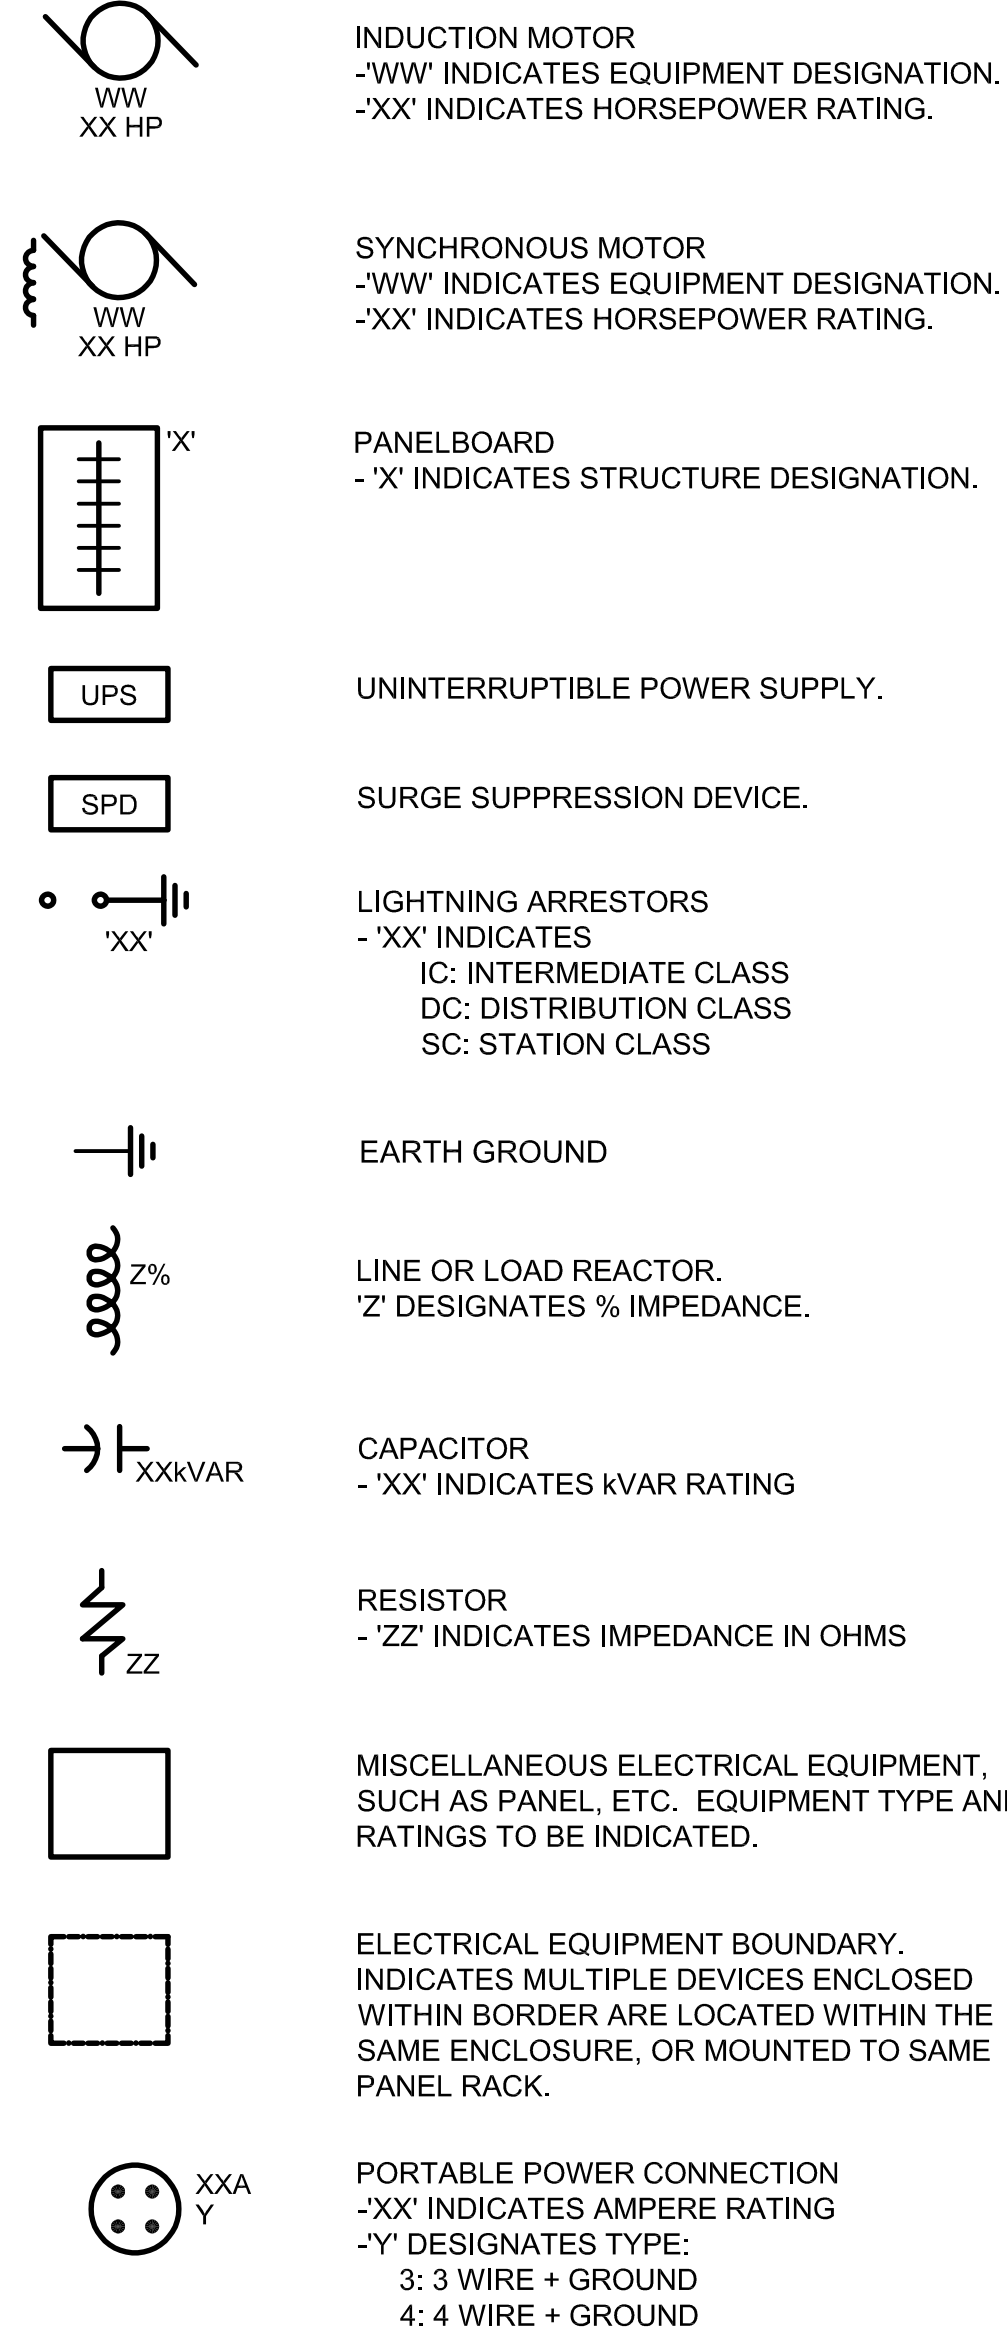 INDUCTION MOTOR
-'WW' INDICATES EQUIPMENT DESIGNATION.
-'XX' INDICATES HORSEPOWER RATING.
WW
XX HP
SYNCHRONOUS MOTOR
-'WW' INDICATES EQUIPMENT DESIGNATION.
-'XX' INDICATES HORSEPOWER RATING.
WW
XX HP
'X'
PANELBOARD
- 'X' INDICATES STRUCTURE DESIGNATION.
UPS
UNINTERRUPTIBLE POWER SUPPLY.
SPD
SURGE SUPPRESSION DEVICE.
'XX'
LIGHTNING ARRESTORS
- 'XX' INDICATES
IC: INTERMEDIATE CLASS
DC: DISTRIBUTION CLASS
SC: STATION CLASS
EARTH GROUND
Z%
LINE OR LOAD REACTOR.
'Z' DESIGNATES % IMPEDANCE.
XXkVAR
CAPACITOR
- 'XX' INDICATES kVAR RATING
ZZ
RESISTOR
- 'ZZ' INDICATES IMPEDANCE IN OHMS
MISCELLANEOUS ELECTRICAL EQUIPMENT,
SUCH AS PANEL, ETC. EQUIPMENT TYPE
RATINGS TO BE INDICATED.
ELECTRICAL EQUIPMENT BOUNDARY.
INDICATES MULTIPLE DEVICES ENCLOSED
WITHIN BORDER ARE LOCATED WITHIN THE
SAME ENCLOSURE, OR MOUNTED TO SAME
PANEL RACK.
XXA
Y
PORTABLE POWER CONNECTION
-'XX' INDICATES AMPERE RATING
-'Y' DESIGNATES TYPE:
3: 3 WIRE + GROUND
4: 4 WIRE + GROUND